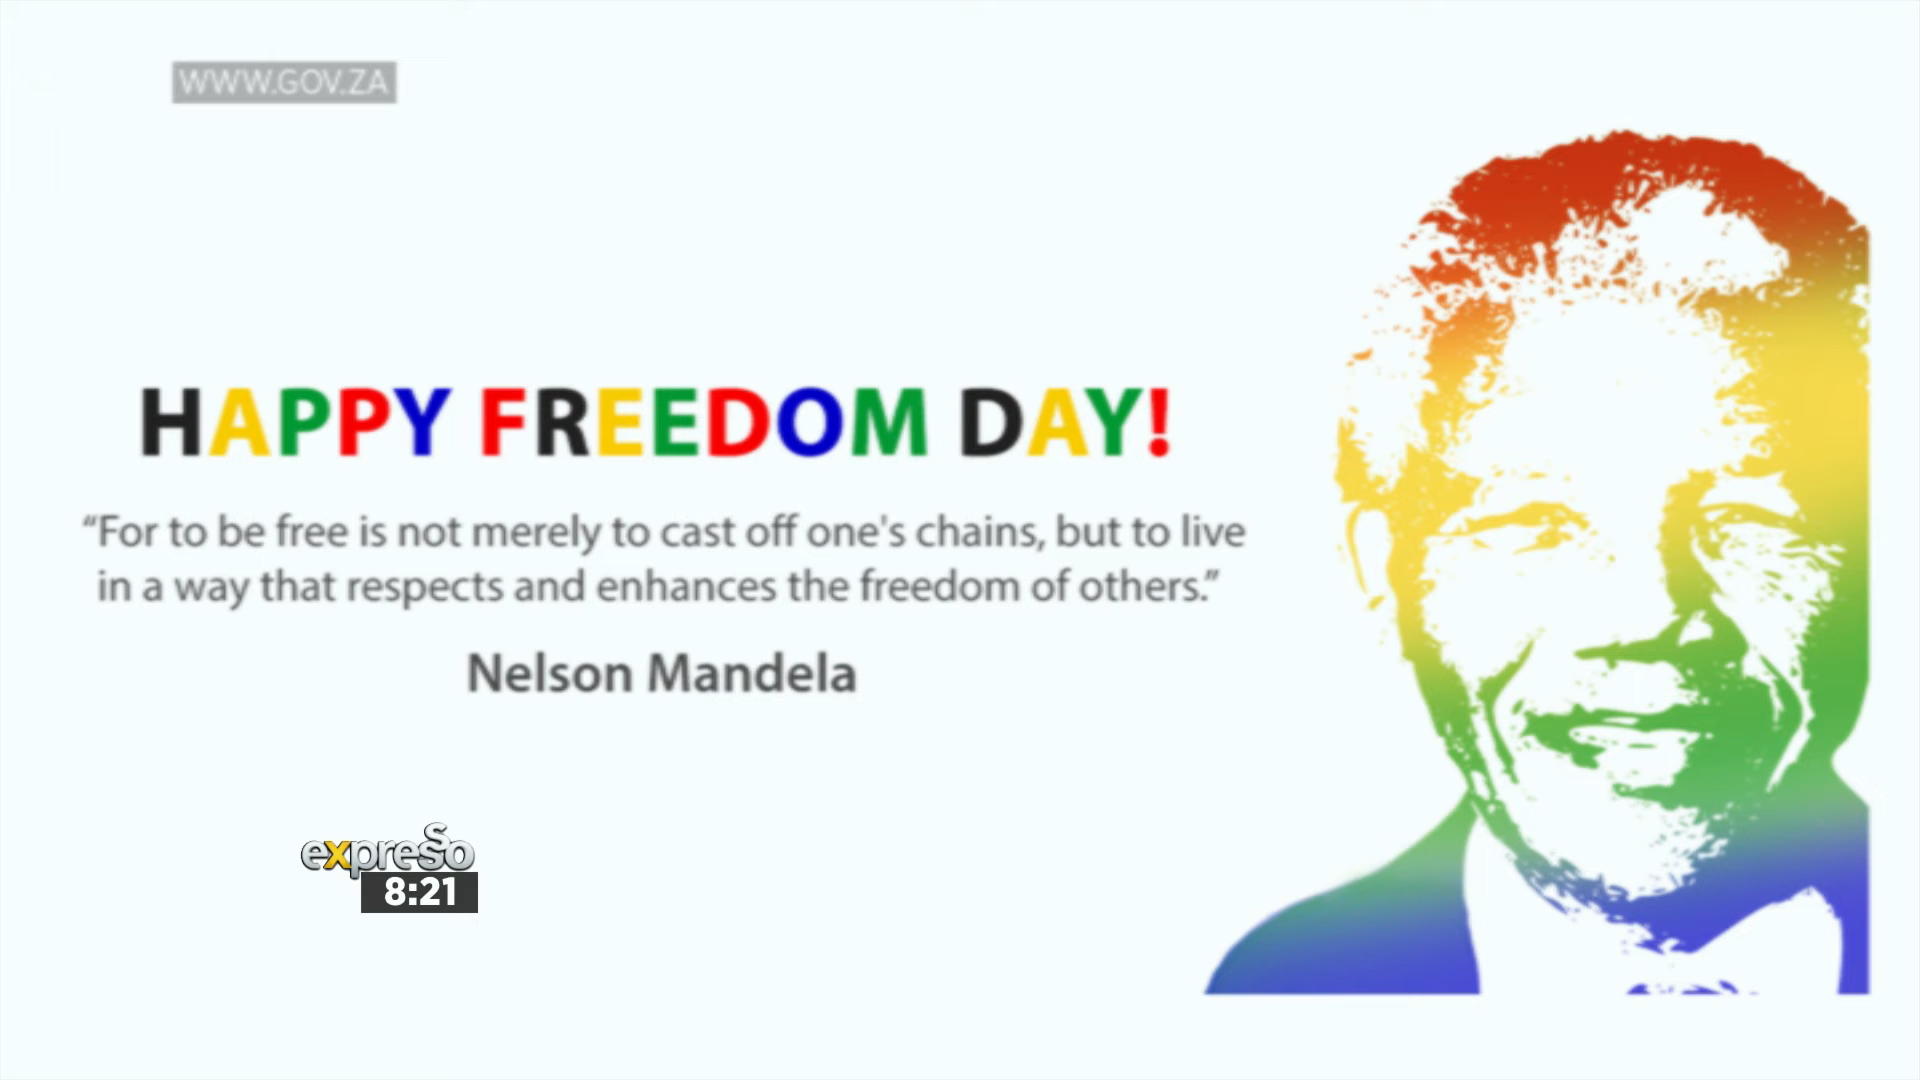 WWW.GOV.ZA
HAPPY FREEDOM DAY!
“For to be free is not merely to cast off one's chains, but to live
in a way that respects and enhances the freedom of others.”
Nelson Mandela
expresso
8:21